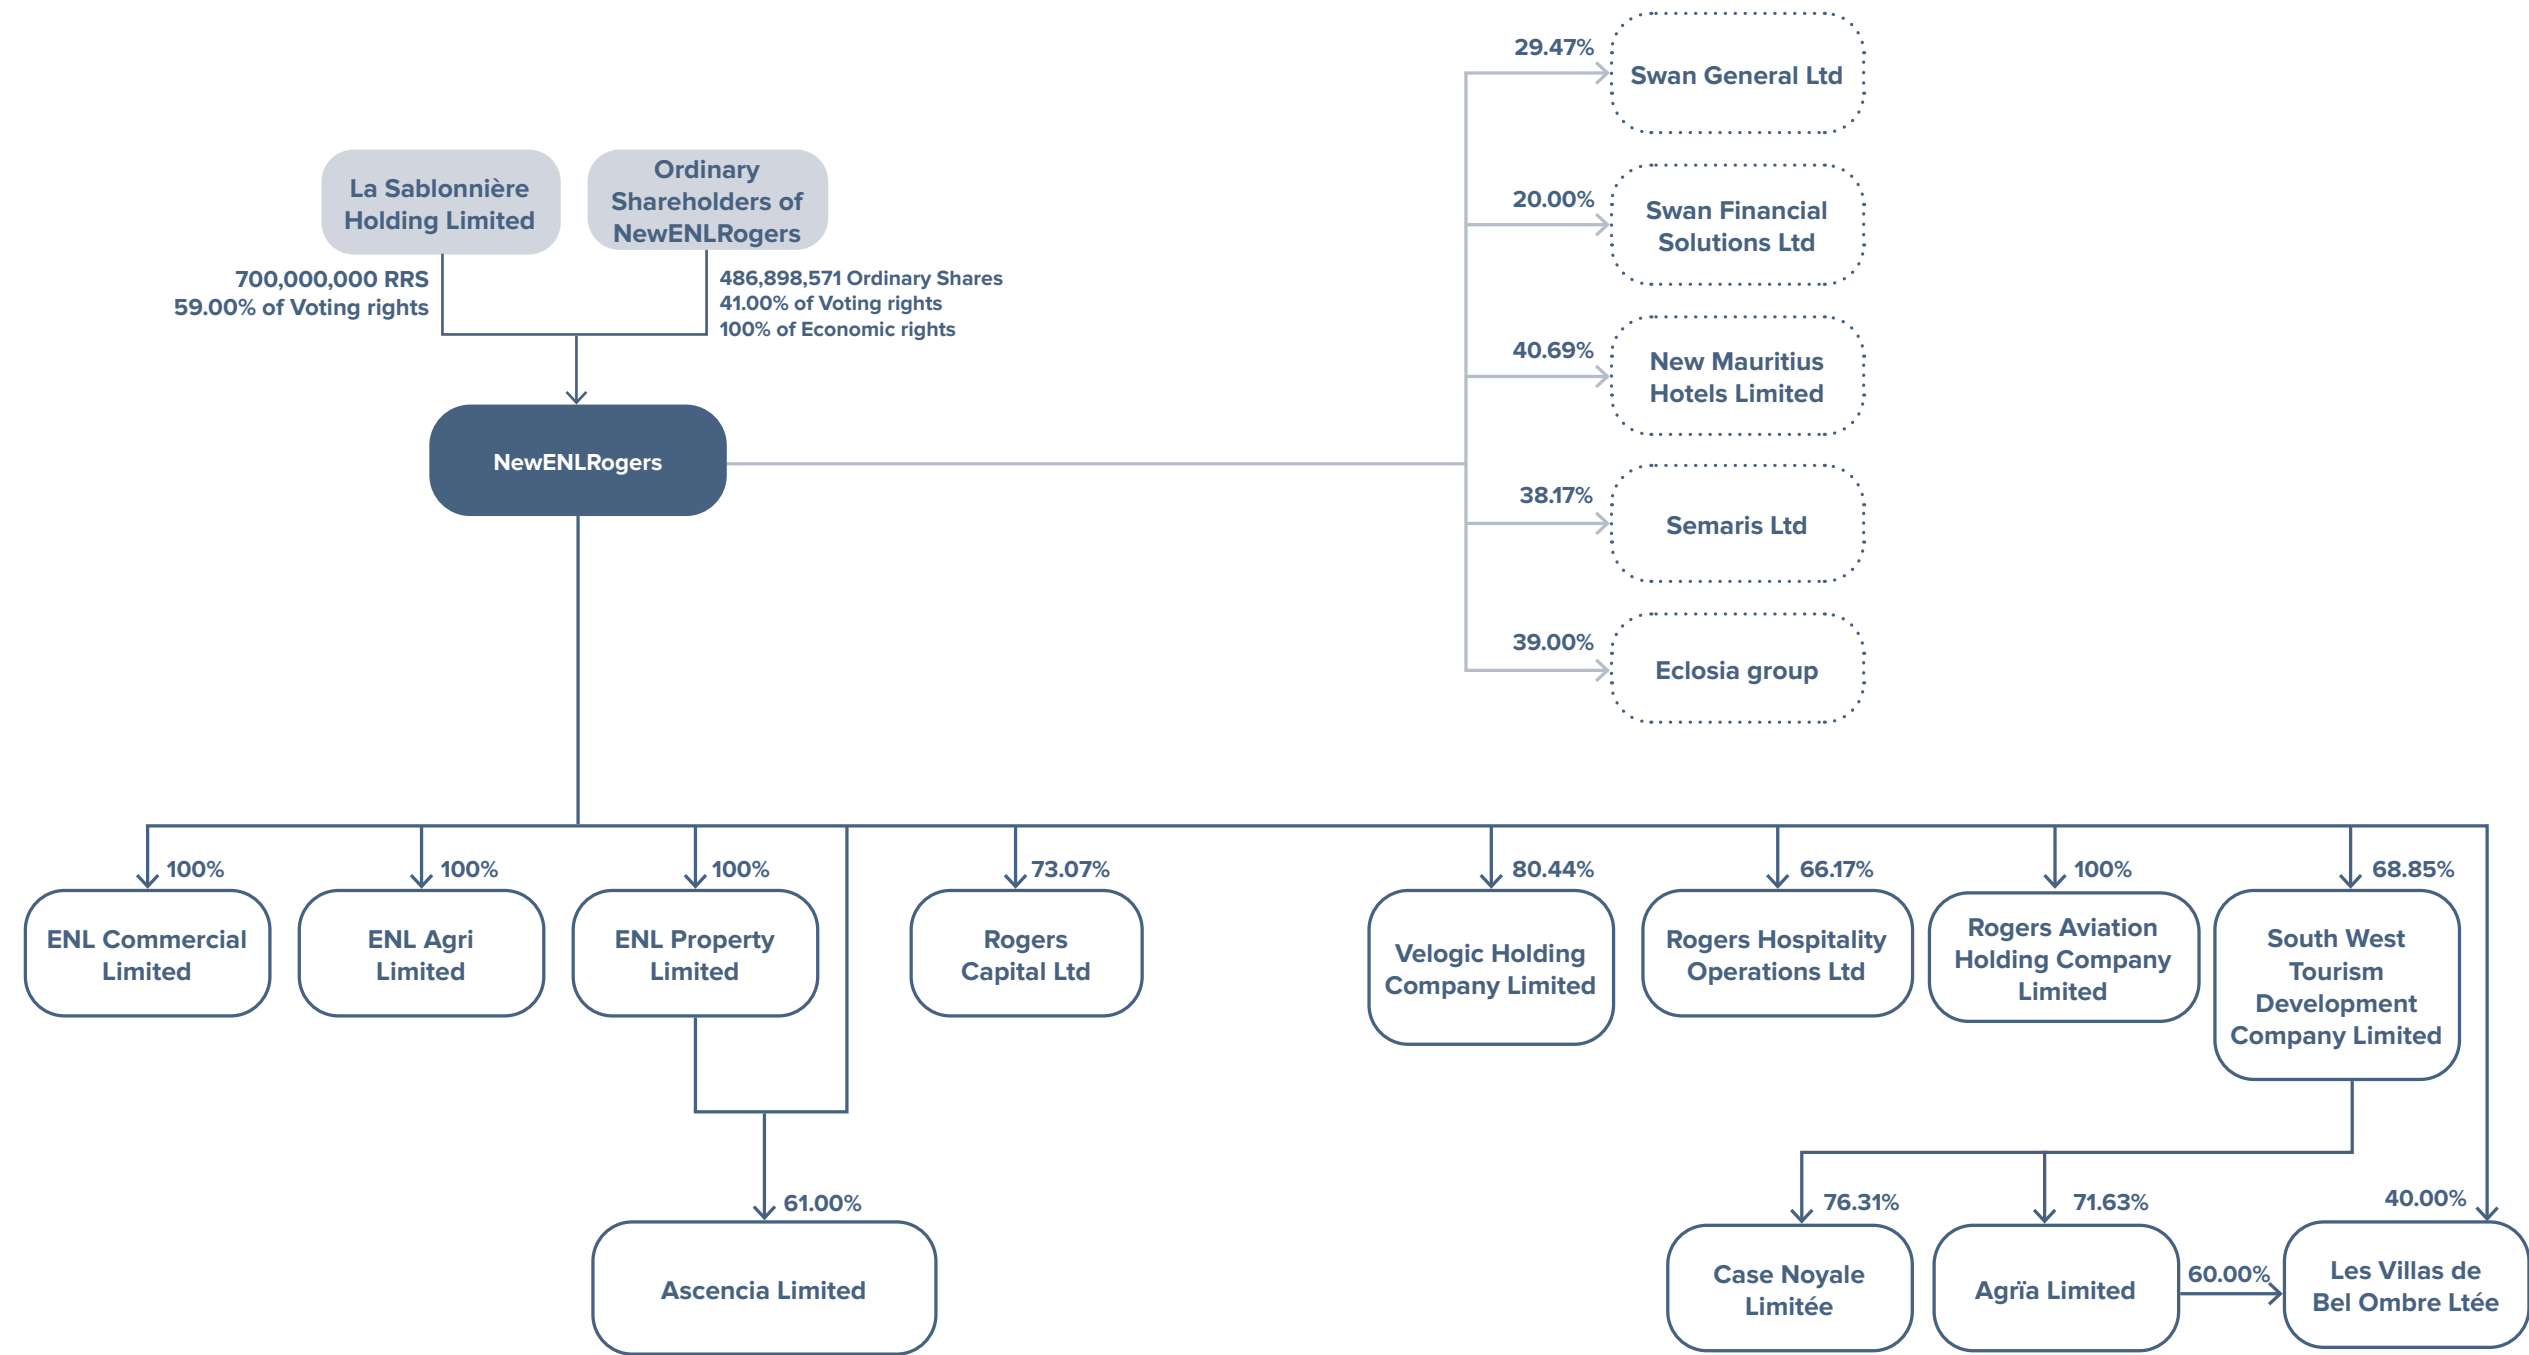 29.47%
Swan General Ltd
La Sablonnière
Holding Limited
Ordinary
Shareholders of
NewENLRogers
20.00%
Swan Financial
Solutions Ltd
700,000,000 RRS
59.00% of Voting rights
486,898,571 Ordinary Shares
41.00% of Voting rights
100% of Economic rights
40.69%
New Mauritius
Hotels Limited
NewENLRogers
38.17%
Semaris Ltd
39.00%
Eclosia group
100%
ENL Commercial
Limited
100%
ENL Agri
Limited
100%
ENL Property
Limited
73.07%
Rogers
Capital Ltd
80.44%
Velogic Holding
Company Limited
66.17%
Rogers Hospitality
Operations Ltd
100%
Rogers Aviation
Holding Company
Limited
68.85%
South West
Tourism
Development
Company Limited
61.00%
Ascencia Limited
76.31%
Case Noyale
Limitée
71.63%
Agrïa Limited
60.00%
40.00%
Les Villas de
Bel Ombre Ltée